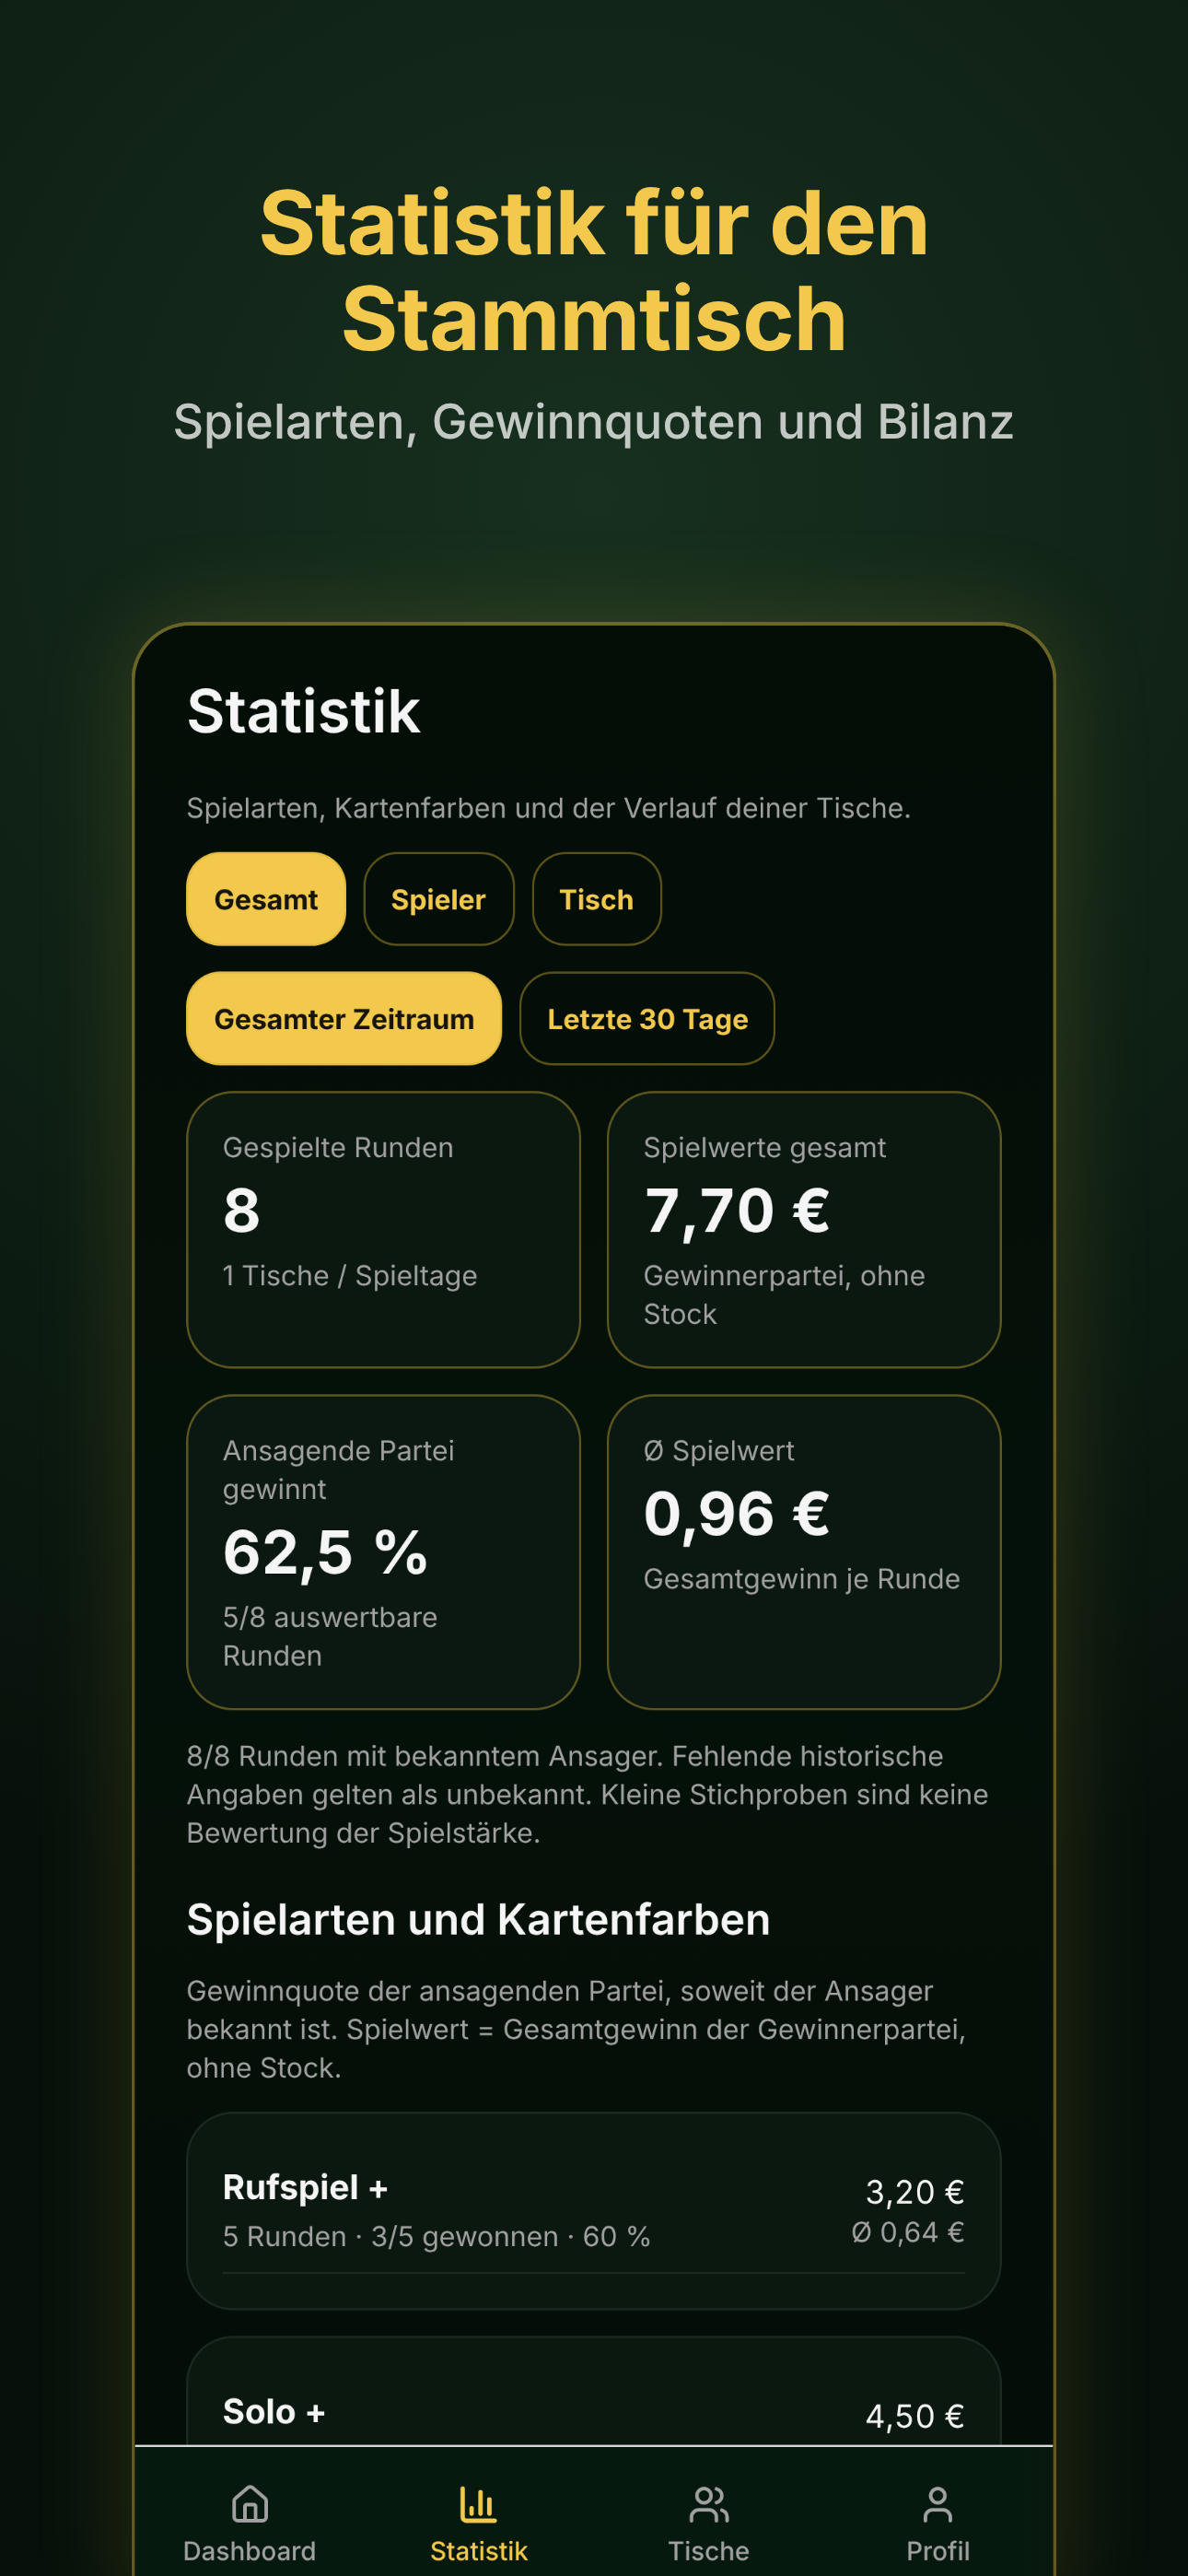 Statistik für den
Stammtisch
Spielarten, Gewinnquoten und Bilanz
Statistik
Spielarten, Kartenfarben und der Verlauf deiner Tische.
Gesamt
Spieler
Tisch
Gesamter Zeitraum
Letzte 30 Tage
Gespielte Runden
8
1 Tische / Spieltage
Spielwerte gesamt
7,70 €
Gewinnerpartei, ohne
Stock
Ansagende Partei
gewinnt
62,5 %
5/8 auswertbare
Runden
Ø Spielwert
0,96 €
Gesamtgewinn je Runde
8/8 Runden mit bekanntem Ansager. Fehlende historische
Angaben gelten als unbekannt. Kleine Stichproben sind keine
Bewertung der Spielstärke.
Spielarten und Kartenfarben
Gewinnquote der ansagenden Partei, soweit der Ansager
bekannt ist. Spielwert = Gesamtgewinn der Gewinnerpartei,
ohne Stock.
Rufspiel +
3,20 €
5 Runden · 3/5 gewonnen · 60 %
Ø 0,64 €
Solo +
4,50 €
Dashboard
Statistik
Tische
Profil